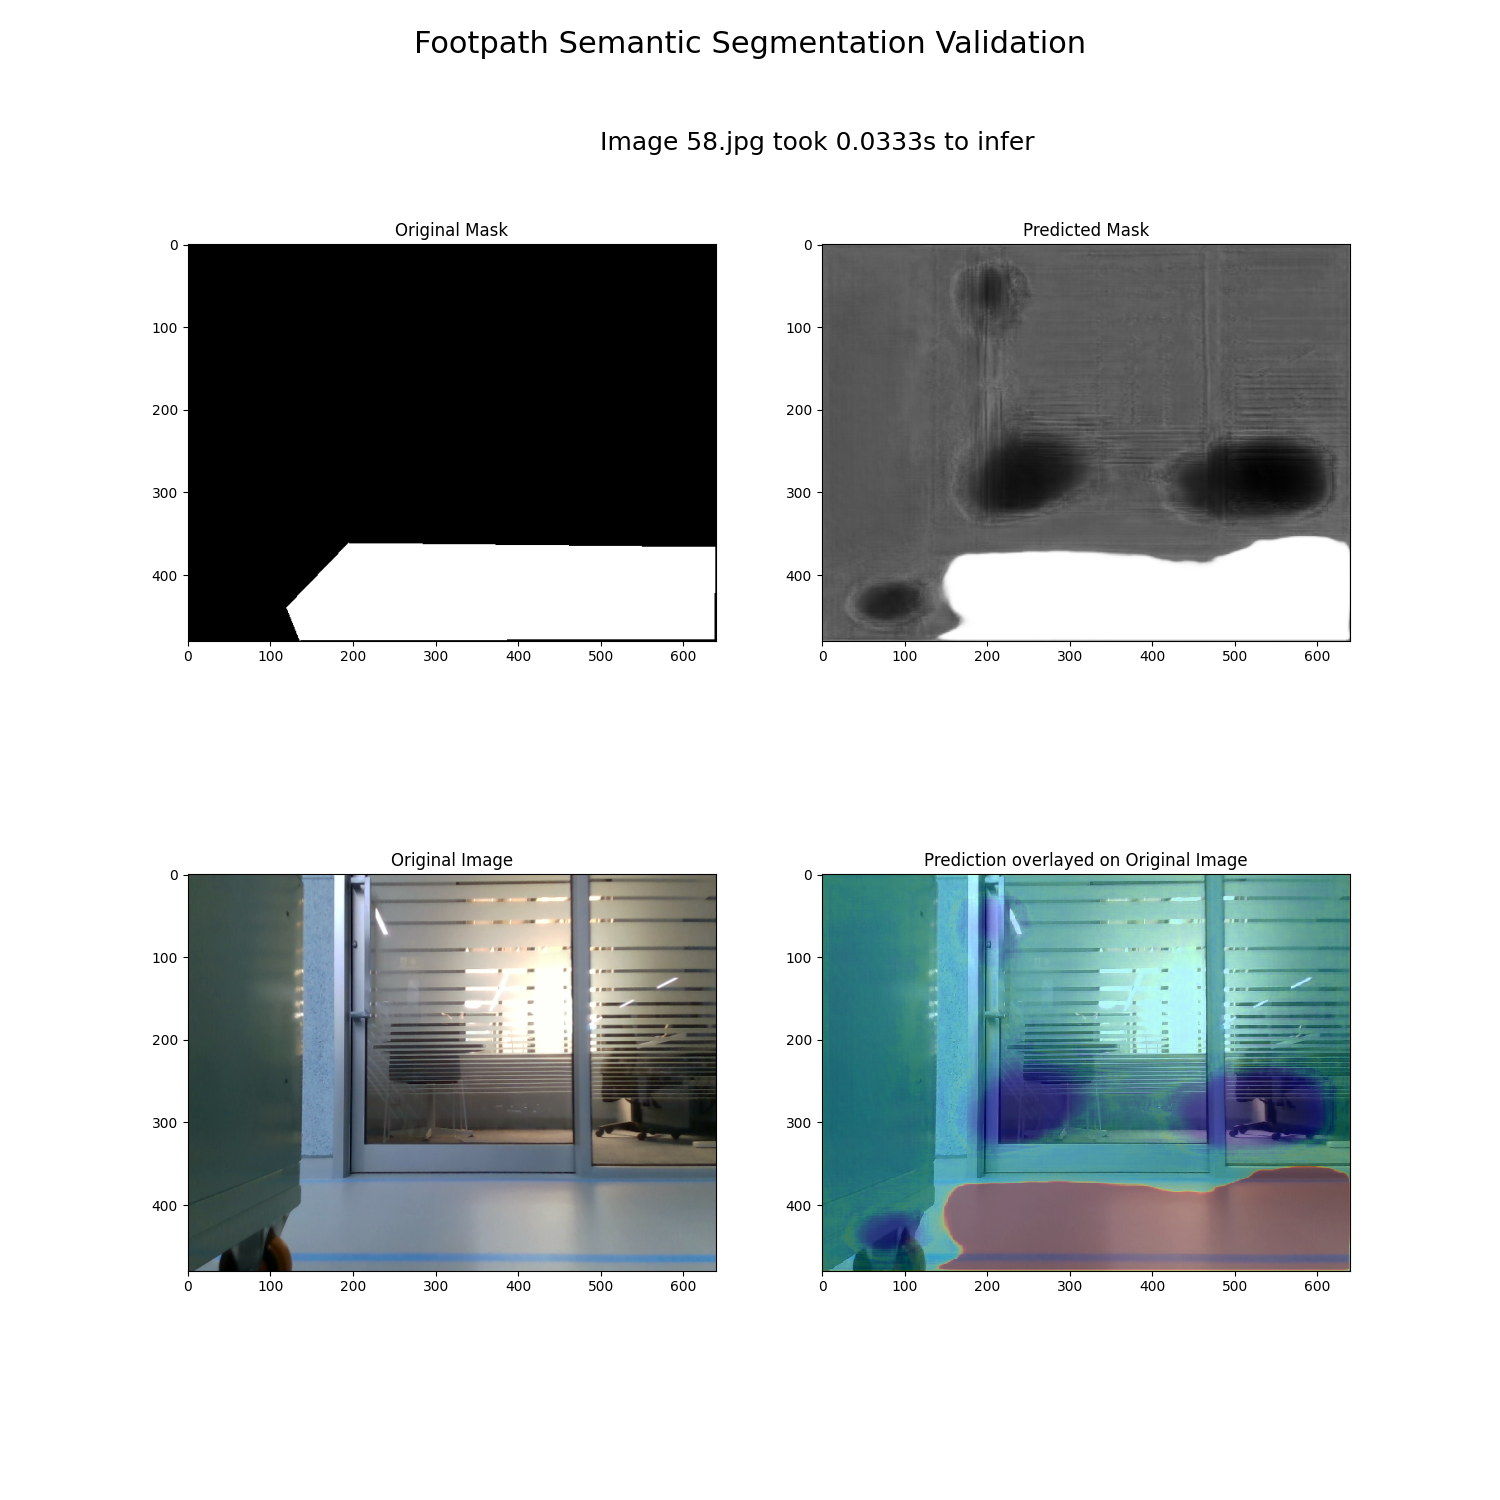 Footpath Semantic Segmentation Validation
Image 58.jpg took 0.0333s to infer
Original Mask
0
100
200
300
400
0 100 200 300 400 500 600
Predicted Mask
0
100
200
300
400
0 100 200 300 400 500 600
Original Image
0
100
200
300
400
0 100 200 300 400 500 600
Prediction overlayed on Original Image
0
100
200
300
400
0 100 200 300 400 500 600